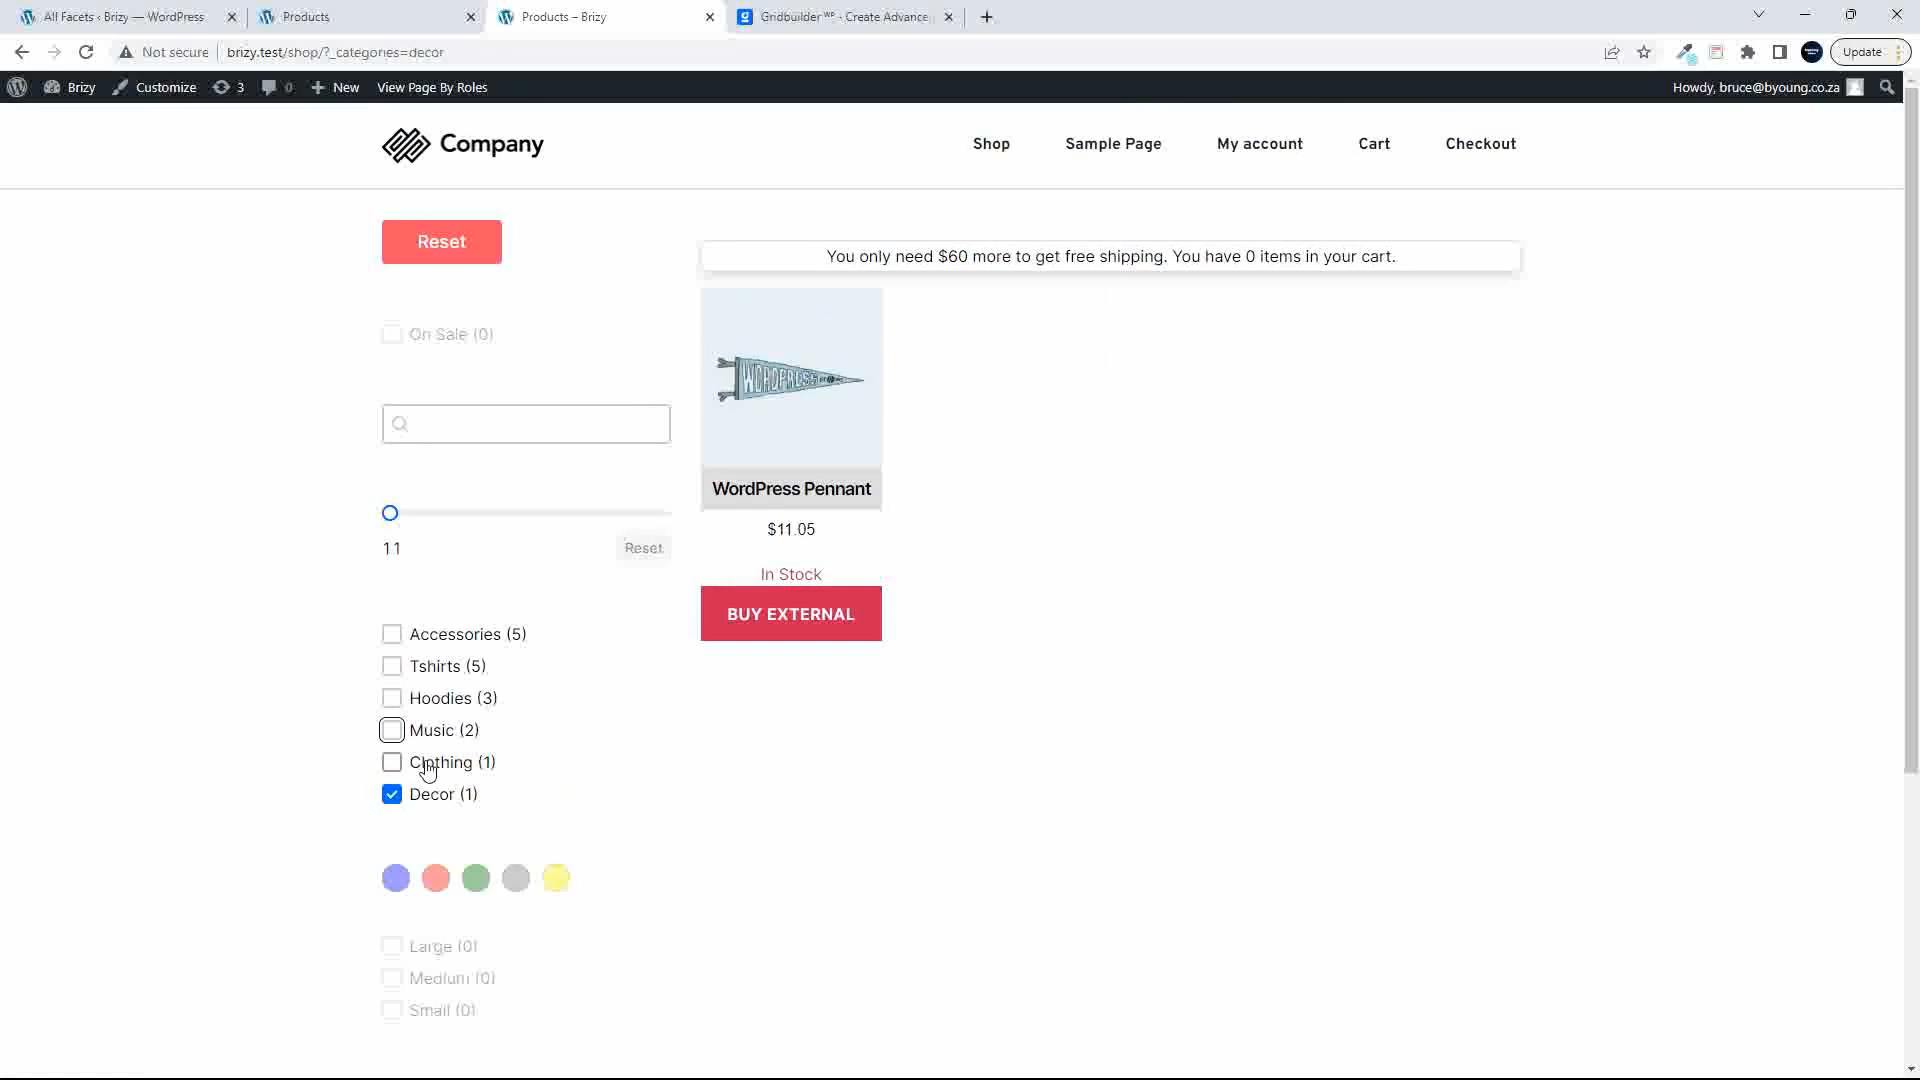 All Facets ‹ Brizy — WordPress
Products
Products – Brizy
Gridbuilder ᵂᴾ - Create Advance
Not secure
brizy.test/shop/?_categories=decor
Update
Brizy
Customize
3
0
New
View Page By Roles
Howdy, bruce@byoung.co.za
Company
Shop
Sample Page
My account
Cart
Checkout
Reset
You only need $60 more to get free shipping. You have 0 items in your cart.
On Sale (0)
WORDPRESS
WordPress Pennant
$11.05
11
Reset
In Stock
BUY EXTERNAL
Accessories (5)
Tshirts (5)
Hoodies (3)
Music (2)
Clothing (1)
Decor (1)
Large (0)
Medium (0)
Small (0)